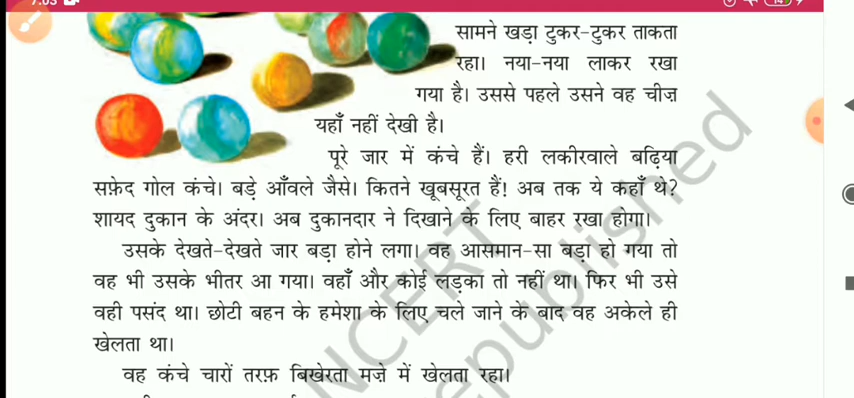 7:03
सामने खड़ा टुकर-टुकर ताकता
रहा। नया-नया लाकर रखा
गया है। उससे पहले उसने वह चीज़
यहाँ नहीं देखी है।
पूरे जार में कंचे हैं। हरी लकीरवाले बढ़िया
सफ़ेद गोल कंचे। बड़े आँवले जैसे। कितने खूबसूरत हैं! अब तक ये कहाँ थे?
शायद दुकान के अंदर। अब दुकानदार ने दिखाने के लिए बाहर रखा होगा।
उसके देखते-देखते जार बड़ा होने लगा। वह आसमान-सा बड़ा हो गया तो
वह भी उसके भीतर आ गया। वहाँ और कोई लड़का तो नहीं था। फिर भी उसे
वही पसंद था। छोटी बहन के हमेशा के लिए चले जाने के बाद वह अकेले ही
खेलता था।
वह कंचे चारों तरफ़ बिखेरता मज़े में खेलता रहा।
NCERT
republished